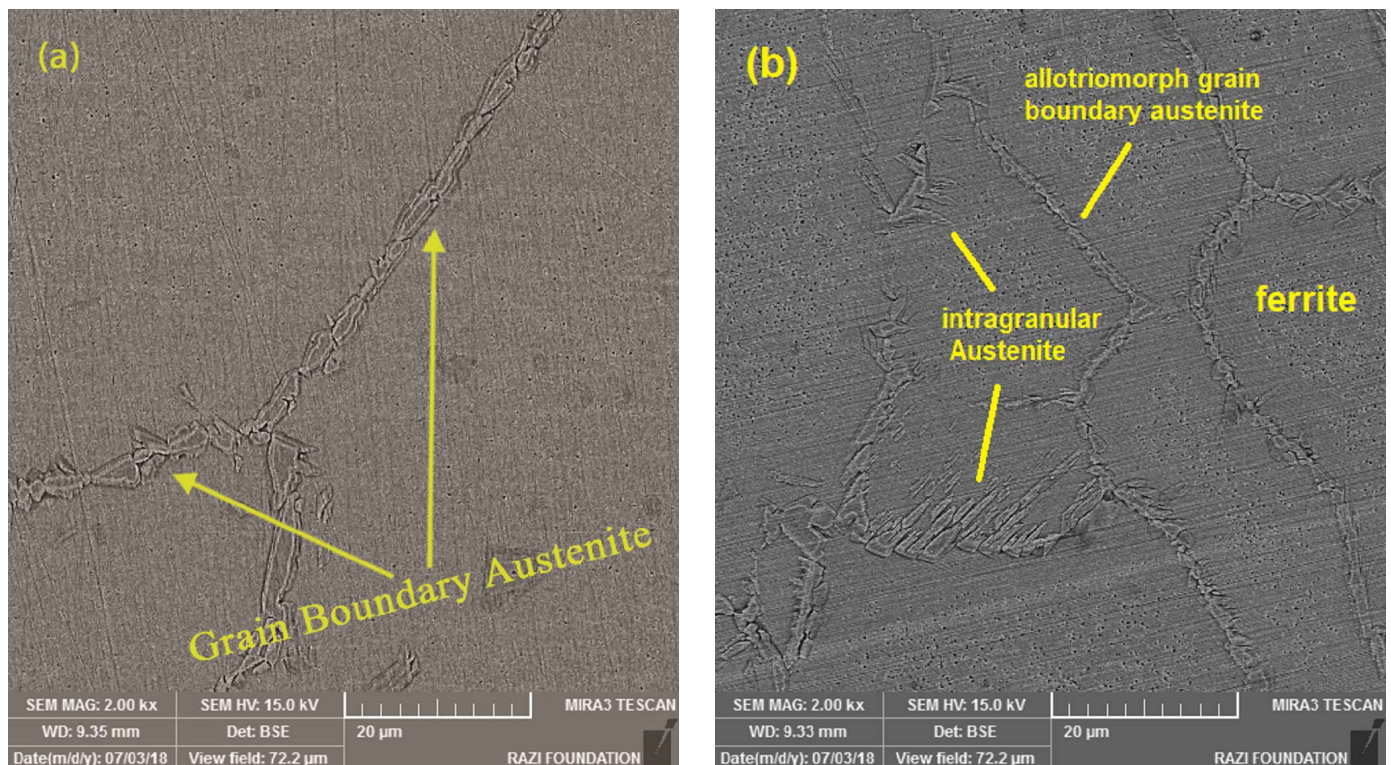 (a)
Grain Boundary Austenite
SEM MAG: 2.00 kx
SEM HV: 15.0 kV
MIRA3 TESCAN
WD: 9.35 mm
Det: BSE
20 µm
Date(m/d/y): 07/03/18
View field: 72.2 µm
RAZI FOUNDATION
(b)
allotriomorph grain
boundary austenite
intragranular
Austenite
ferrite
SEM MAG: 2.00 kx
SEM HV: 15.0 kV
MIRA3 TESCAN
WD: 9.33 mm
Det: BSE
20 µm
Date(m/d/y): 07/03/18
View field: 72.2 µm
RAZI FOUNDATION